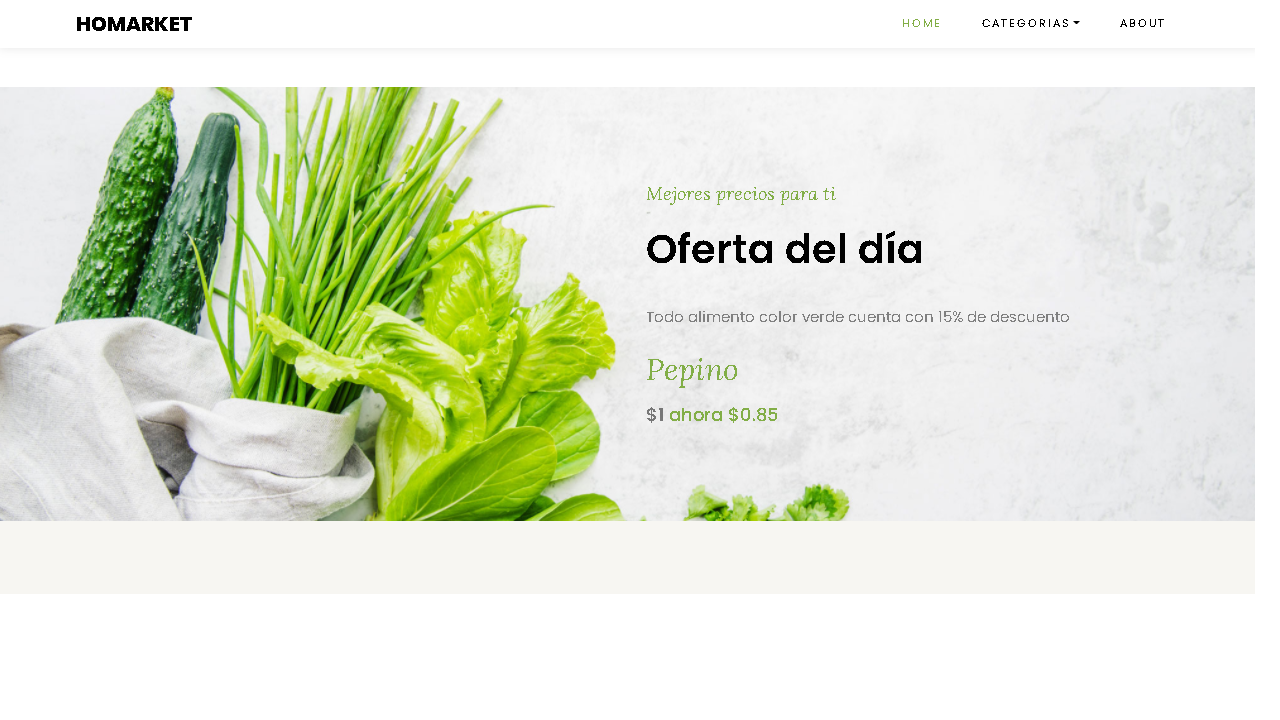 HOMARKET
HOME CATEGORIAS ABOUT
Mejores precios para ti
Oferta del día
Todo alimento color verde cuenta con 15% de descuento
Pepino
$1 ahora $0.85